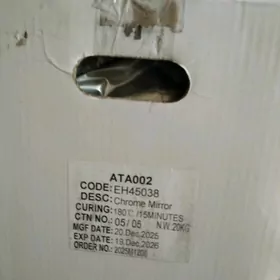 ATA002
CODE: EH45038
DESC: Chrome Mirror
CURING: 180℃ /15MINUTES
CTN NO.: 05 / 05 N.W: 20KG
MGF DATE: 20.Dec,2025
EXP DATE: 19.Dec,2026
ORDER NO.: